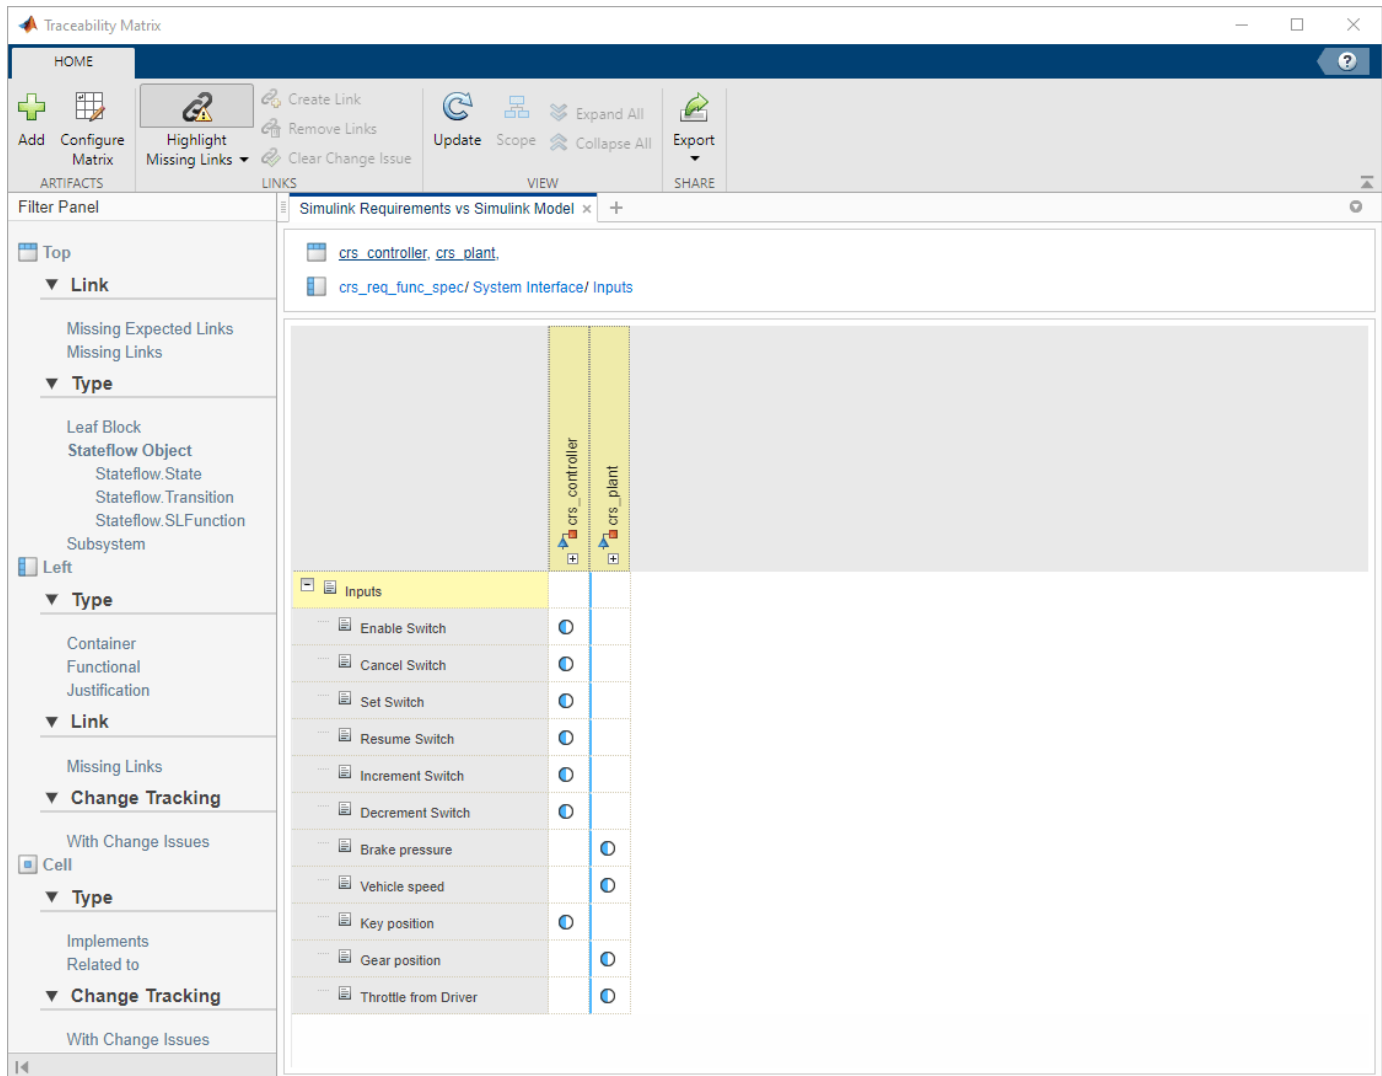 Traceability Matrix
HOME
?
Add
Configure
Matrix
Highlight
Missing Links
Create Link
Remove Links
Clear Change Issue
Update
Scope
Expand All
Collapse All
Export
ARTIFACTS
LINKS
VIEW
SHARE
Filter Panel
Simulink Requirements vs Simulink Model × +
Top
Link
Missing Expected Links
Missing Links
Type
Leaf Block
Stateflow Object
Stateflow.State
Stateflow.Transition
Stateflow.SLFunction
Subsystem
Left
Type
Container
Functional
Justification
Link
Missing Links
Change Tracking
With Change Issues
Cell
Type
Implements
Related to
Change Tracking
With Change Issues
crs_controller, crs_plant,
crs_req_func_spec/ System Interface/ Inputs
crs_controller
crs_plant
Inputs
Enable Switch
Cancel Switch
Set Switch
Resume Switch
Increment Switch
Decrement Switch
Brake pressure
Vehicle speed
Key position
Gear position
Throttle from Driver